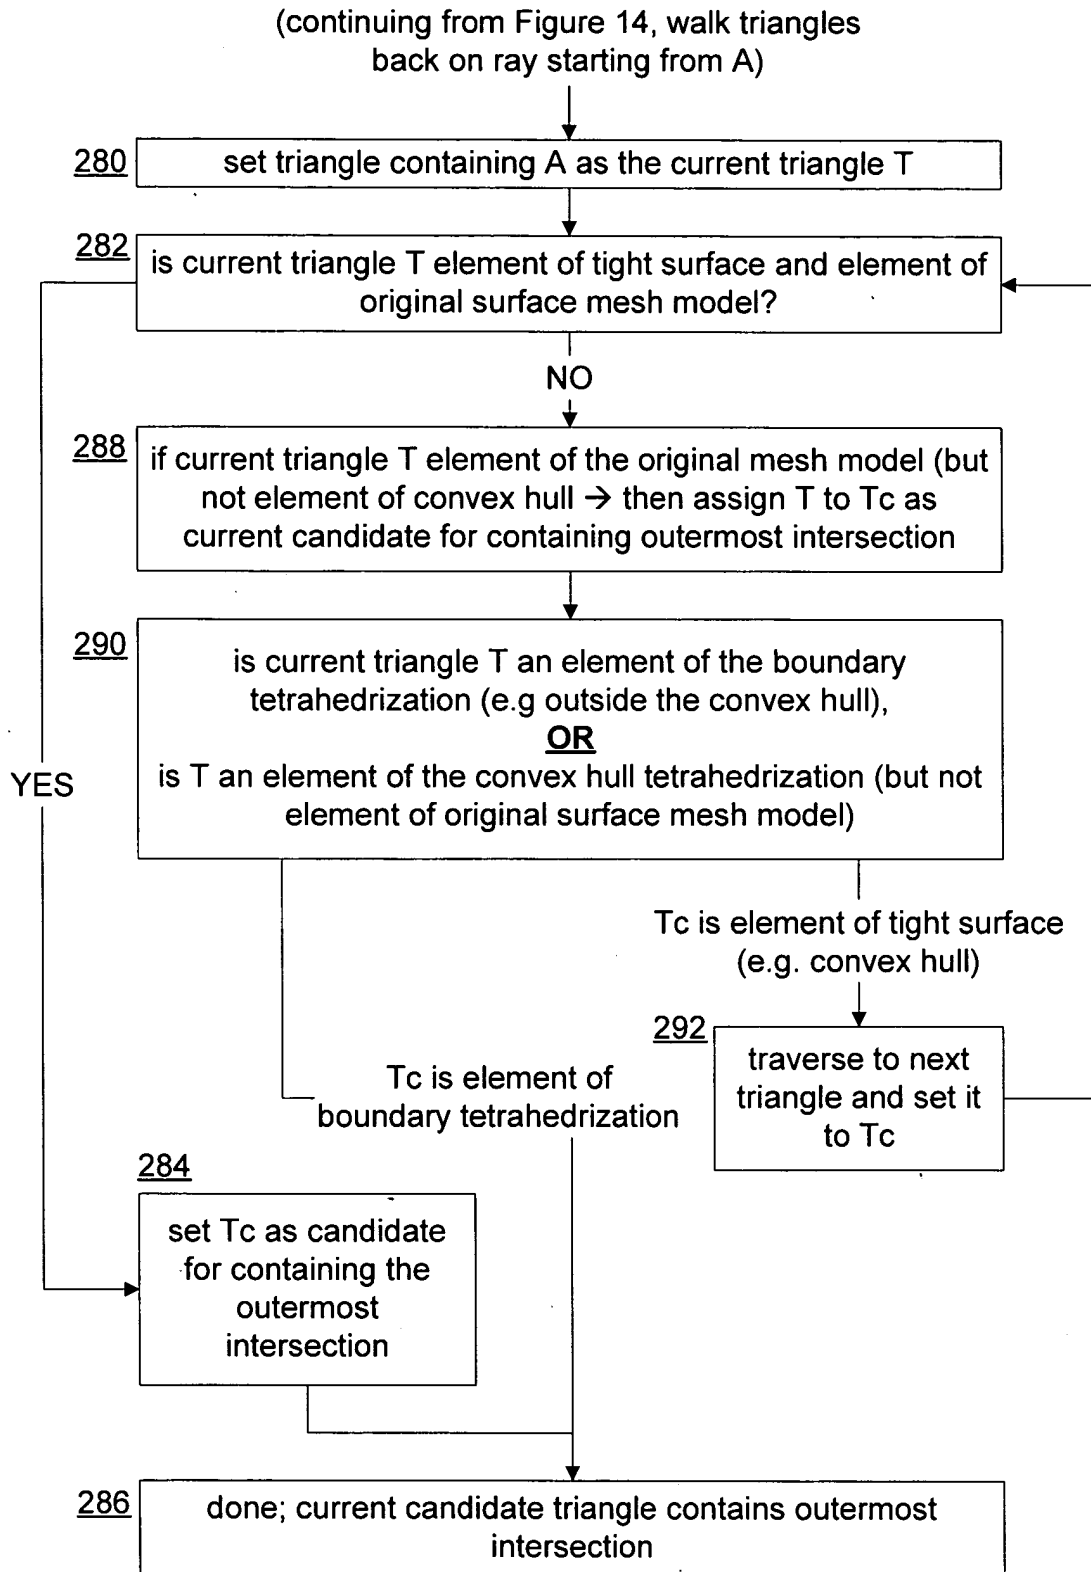 (continuing from Figure 14, walk triangles
back on ray starting from A)
280
set triangle containing A as the current triangle T
282
is current triangle T element of tight surface and element of
original surface mesh model?
NO
288
if current triangle T element of the original mesh model (but
not element of convex hull → then assign T to Tc as
current candidate for containing outermost intersection
290
is current triangle T an element of the boundary
tetrahedrization (e.g outside the convex hull),
OR
is T an element of the convex hull tetrahedrization (but not
element of original surface mesh model)
YES
Tc is element of tight surface
(e.g. convex hull)
292
traverse to next
triangle and set it
to Tc
Tc is element of
boundary tetrahedrization
284
set Tc as candidate
for containing the
outermost
intersection
286
done; current candidate triangle contains outermost
intersection